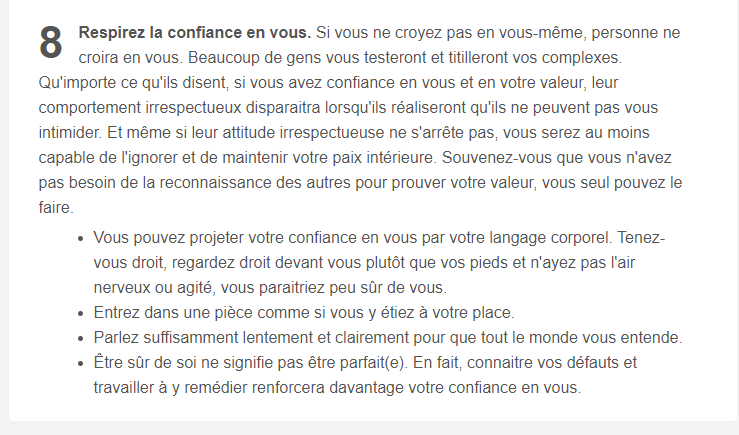 8 Respirez la confiance en vous. Si vous ne croyez pas en vous-même, personne ne
croira en vous. Beaucoup de gens vous testeront et titilleront vos complexes.
Qu'importe ce qu'ils disent, si vous avez confiance en vous et en votre valeur, leur
comportement irrespectueux disparaitra lorsqu'ils réaliseront qu'ils ne peuvent pas vous
intimider. Et même si leur attitude irrespectueuse ne s'arrête pas, vous serez au moins
capable de l'ignorer et de maintenir votre paix intérieure. Souvenez-vous que vous n'avez
pas besoin de la reconnaissance des autres pour prouver votre valeur, vous seul pouvez le
faire.
• Vous pouvez projeter votre confiance en vous par votre langage corporel. Tenez-
vous droit, regardez droit devant vous plutôt que vos pieds et n'ayez pas l'air
nerveux ou agité, vous paraitriez peu sûr de vous.
• Entrez dans une pièce comme si vous y étiez à votre place.
• Parlez suffisamment lentement et clairement pour que tout le monde vous entende.
• Être sûr de soi ne signifie pas être parfait(e). En fait, connaitre vos défauts et
travailler à y remédier renforcera davantage votre confiance en vous.